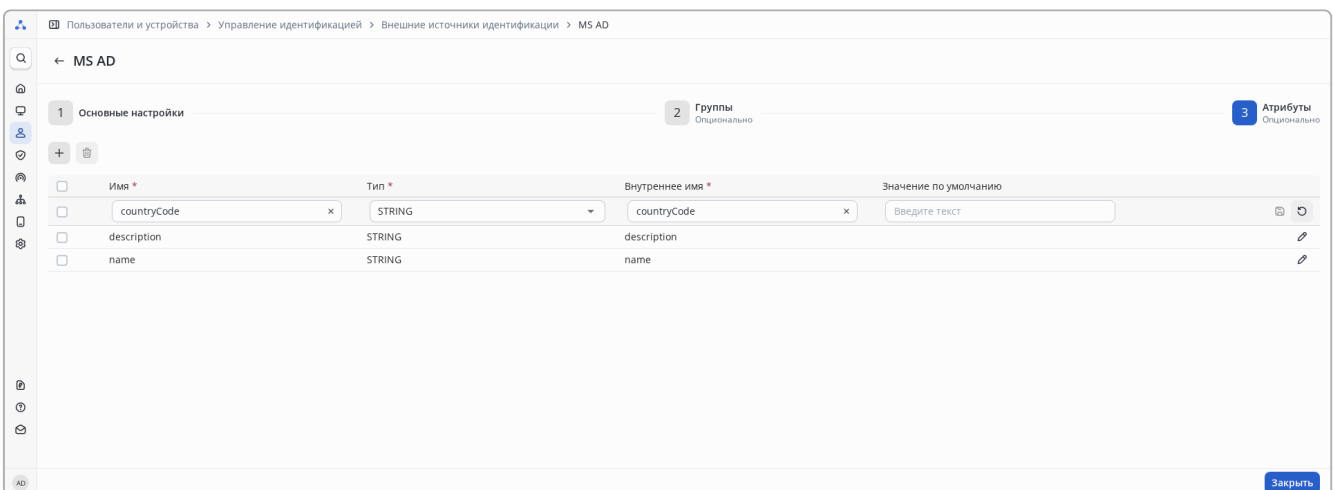 Пользователи и устройства > Управление идентификацией > Внешние источники идентификации > MS AD
← MS AD
1 Основные настройки
2 Группы
Опционально
3 Атрибуты
Опционально
Имя * Тип * Внутреннее имя * Значение по умолчанию
countryCode × STRING countryCode × Введите текст
description STRING description
name STRING name
AD
Закрыть